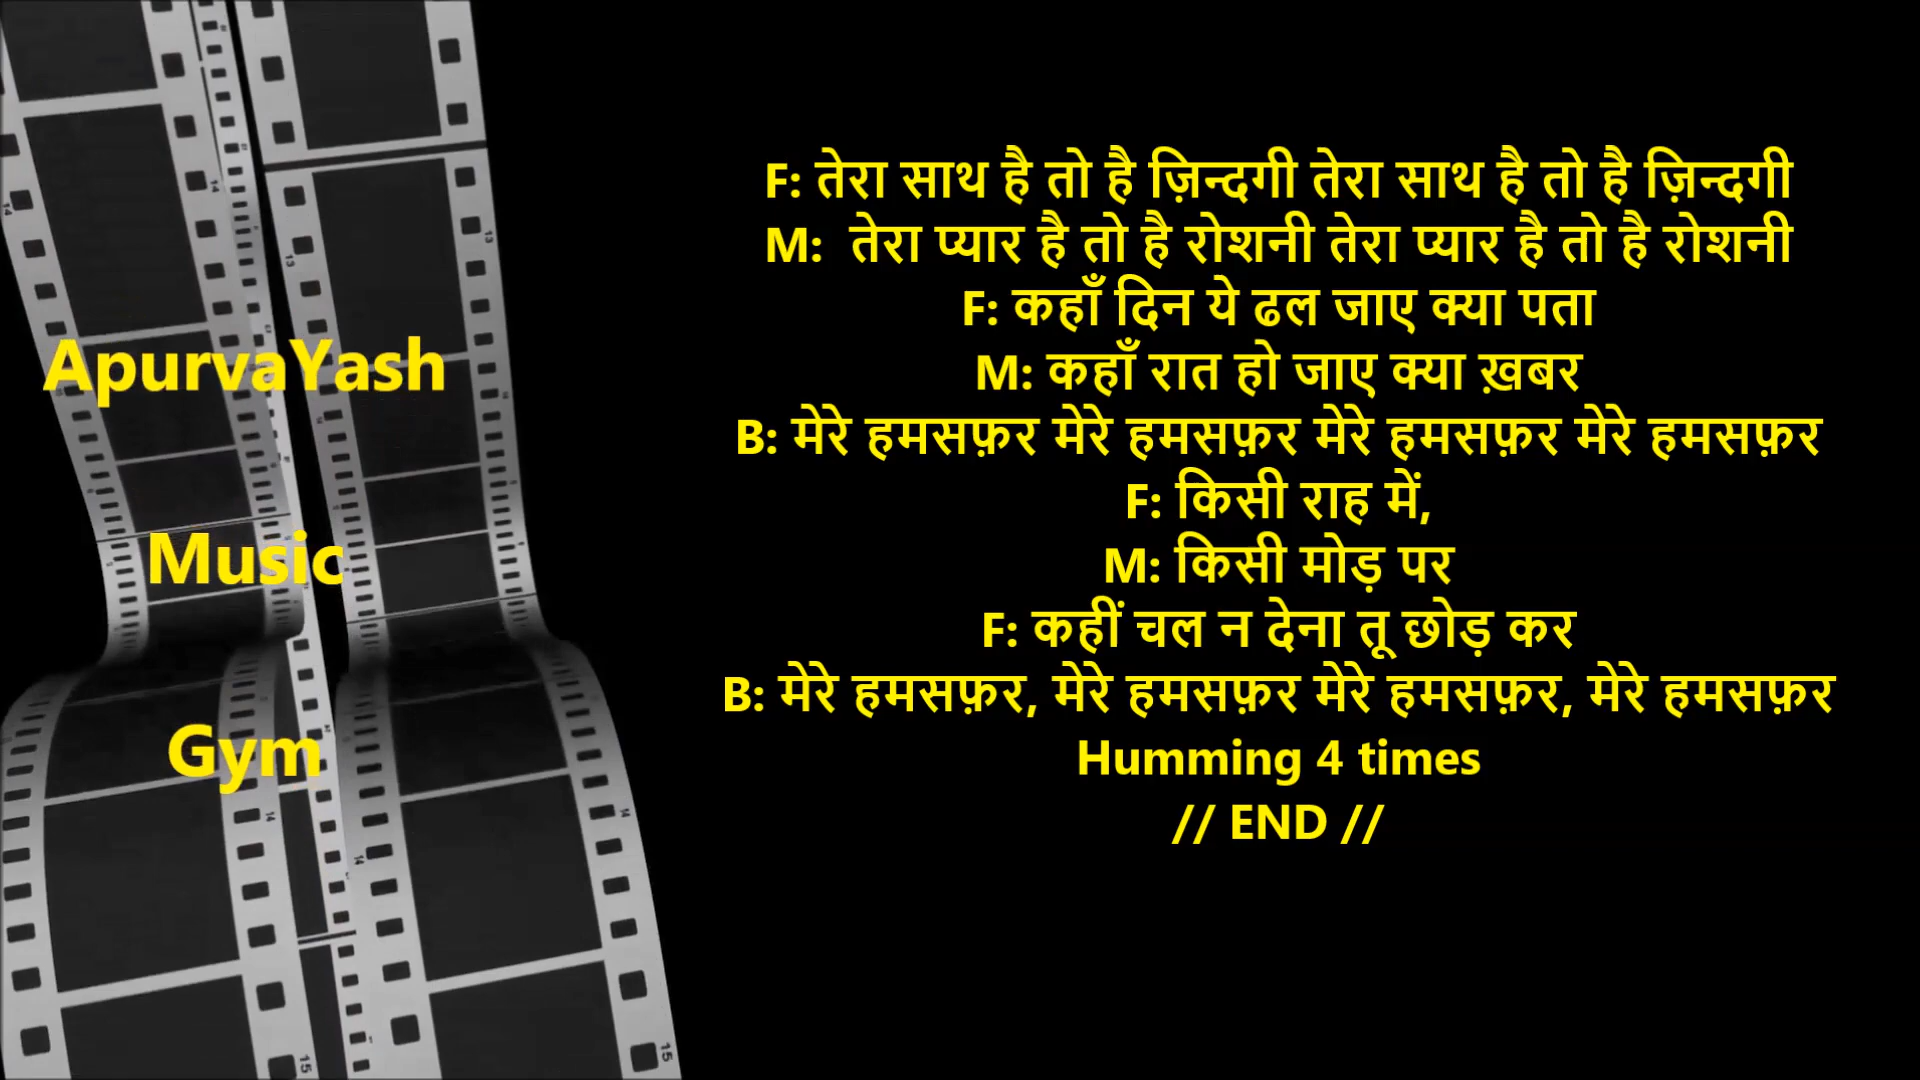 ApurvaYash
Music
Gym
F: तेरा साथ है तो है ज़िन्दगी तेरा साथ है तो है ज़िन्दगी
M: तेरा प्यार है तो है रोशनी तेरा प्यार है तो है रोशनी
F: कहाँ दिन ये ढल जाए क्या पता
M: कहाँ रात हो जाए क्या ख़बर
B: मेरे हमसफ़र मेरे हमसफ़र मेरे हमसफ़र मेरे हमसफ़र
F: किसी राह में,
M: किसी मोड़ पर
F: कहीं चल न देना तू छोड़ कर
B: मेरे हमसफ़र, मेरे हमसफ़र मेरे हमसफ़र, मेरे हमसफ़र
Humming 4 times
// END //